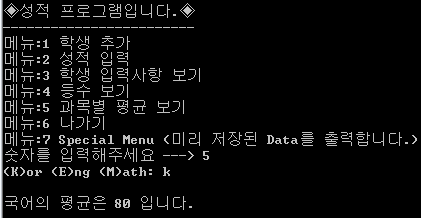 ◈성적 프로그램입니다.◈
-------------------------
메뉴:1 학생 추가
메뉴:2 성적 입력
메뉴:3 학생 입력사항 보기
메뉴:4 등수 보기
메뉴:5 과목별 평균 보기
메뉴:6 나가기
메뉴:7 Special Menu (미리 저장된 Data를 출력합니다.)
숫자를 입력해주세요 ---> 5
(K)or (E)ng (M)ath: k
국어의 평균은 80 입니다.